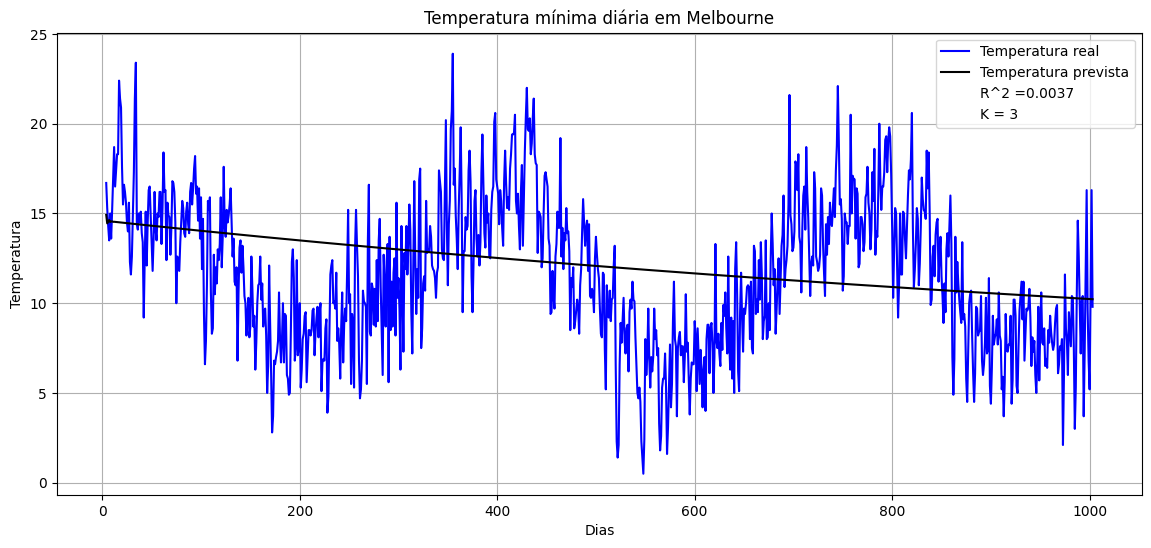 Temperatura mínima diária em Melbourne
Temperatura real
Temperatura prevista
R^2 =0.0037
K = 3
Temperatura
25
20
15
10
5
0
0 200 400 600 800 1000
Dias